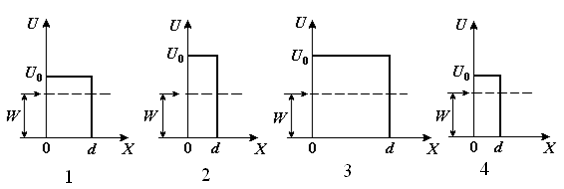 U U U U
U₀ U₀ U₀ U₀
W W W W
0 d X 0 d X 0 d X 0 d X
1 2 3 4